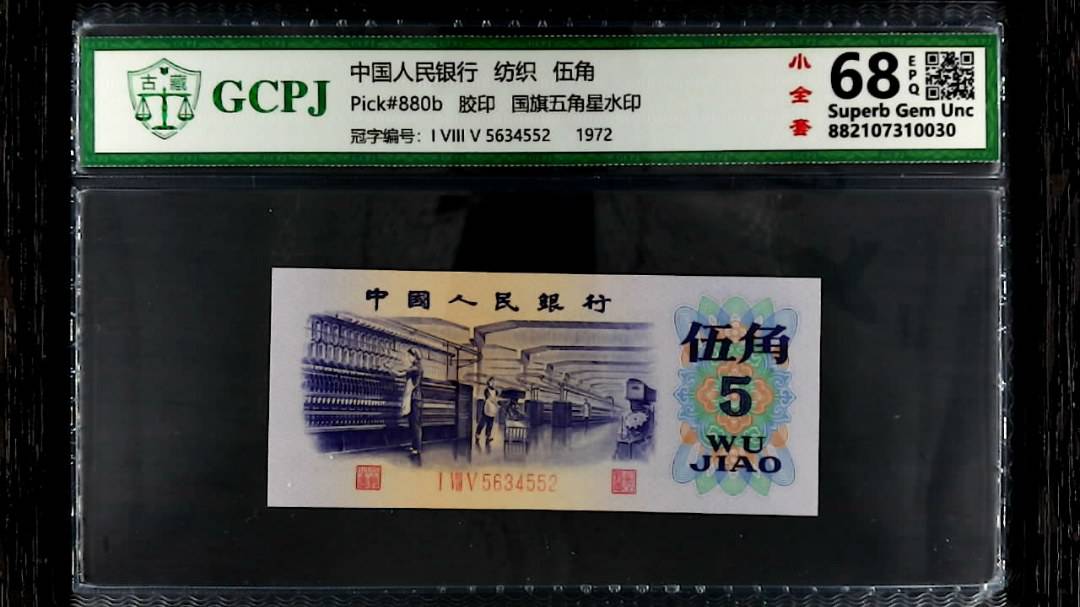 古藏
GCPJ
中国人民银行 纺织 伍角
Pick#880b 胶印 国旗五角星水印
冠字编号: I VIII V 5634552 1972
小全套
68
EPQ
Superb Gem Unc
882107310030
中國人民銀行
伍角
5
WU
JIAO
I VIII V 5634552